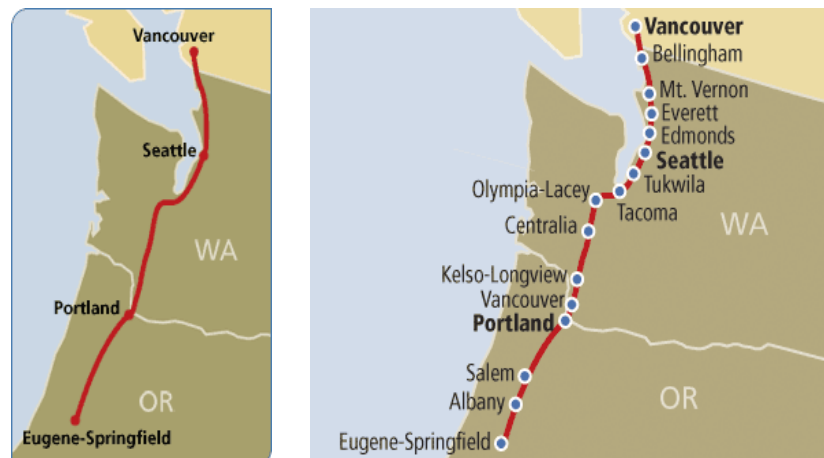 Vancouver
Seattle
WA
Portland
OR
Eugene-Springfield
Vancouver
Bellingham
Mt. Vernon
Everett
Edmonds
Seattle
Tukwila
Olympia-Lacey
Tacoma
Centralia
WA
Kelso-Longview
Vancouver
Portland
Salem
OR
Albany
Eugene-Springfield